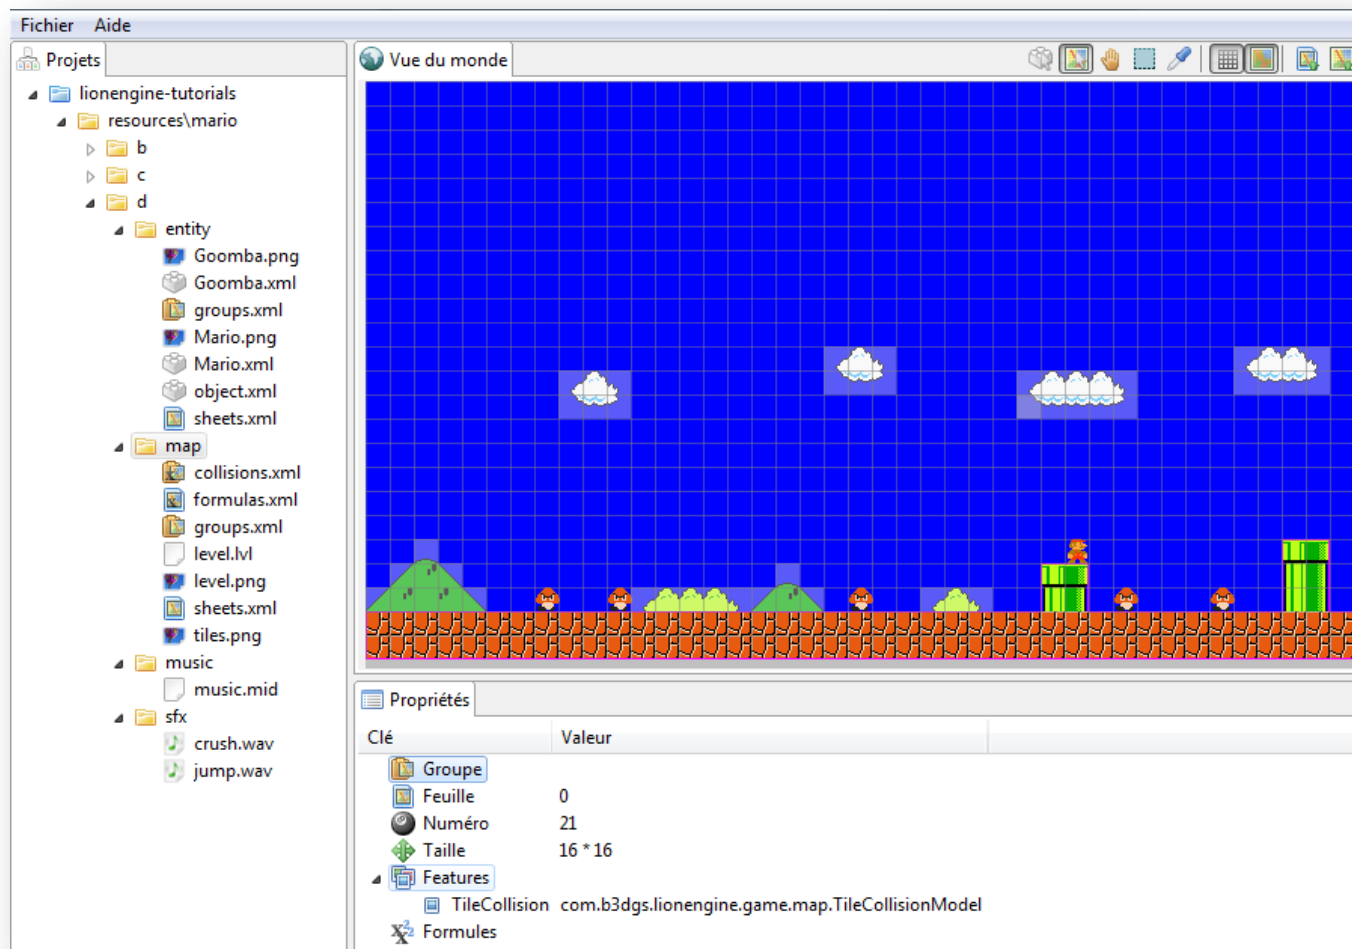 Fichier Aide
Projets
lionengine-tutorials
resources\mario
b
c
d
entity
Goomba.png
Goomba.xml
groups.xml
Mario.png
Mario.xml
object.xml
sheets.xml
map
collisions.xml
formulas.xml
groups.xml
level.lvl
level.png
sheets.xml
tiles.png
music
music.mid
sfx
crush.wav
jump.wav
Vue du monde
Propriétés
Clé Valeur
Groupe
Feuille 0
Numéro 21
Taille 16 * 16
Features
TileCollision com.b3dgs.lionengine.game.map.TileCollisionModel
Formules